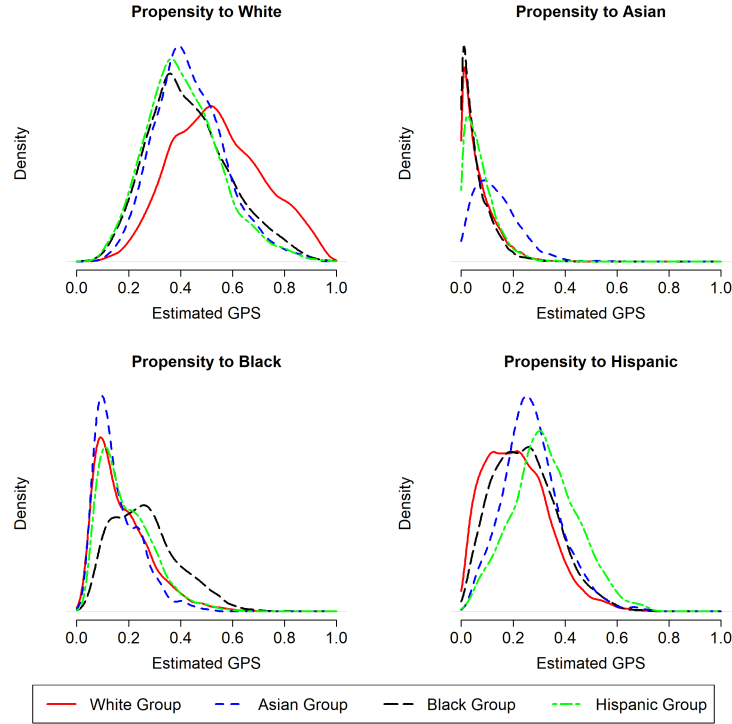 Propensity to White
Propensity to Asian
Density
0.0 0.2 0.4 0.6 0.8 1.0
Estimated GPS
Density
0.0 0.2 0.4 0.6 0.8 1.0
Estimated GPS
Propensity to Black
Propensity to Hispanic
Density
0.0 0.2 0.4 0.6 0.8 1.0
Estimated GPS
Density
0.0 0.2 0.4 0.6 0.8 1.0
Estimated GPS
White Group Asian Group Black Group Hispanic Group